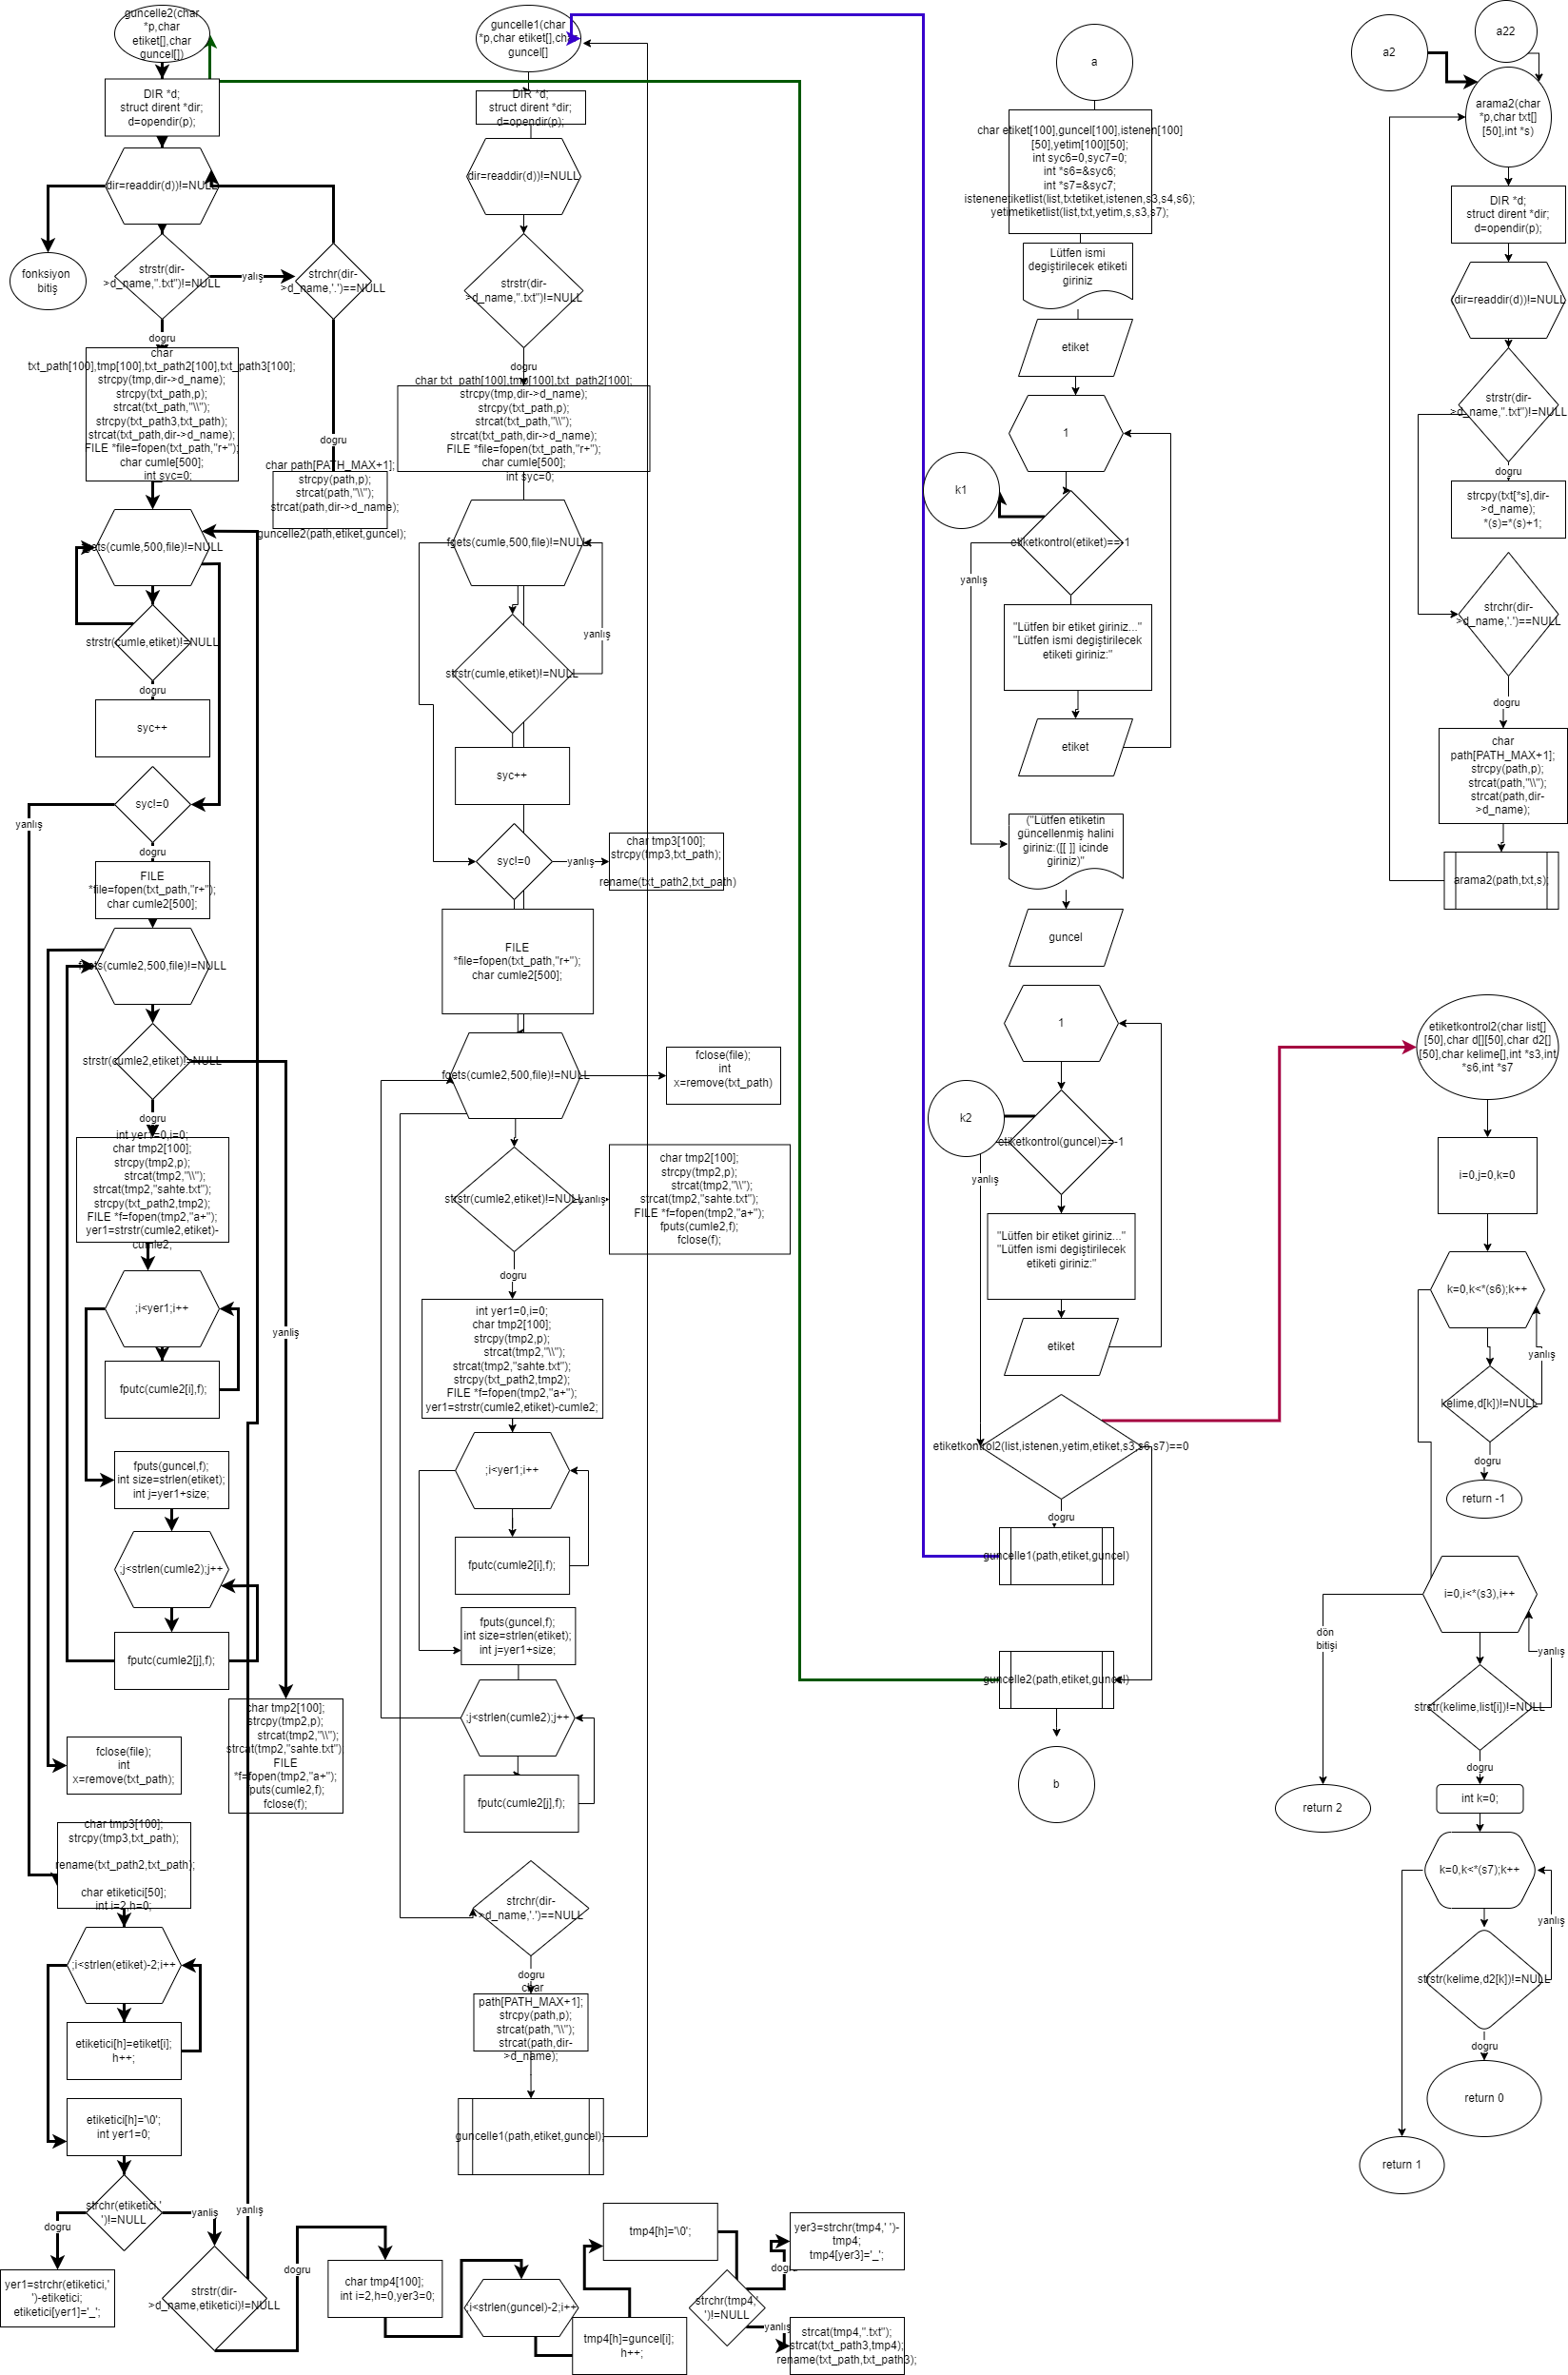 guncelle2(char
*p,char
etiket[],char
guncel[])
DIR *d;
struct dirent *dir;
d=opendir(p);
dir=readdir(d))!=NULL
fonksiyon
bitiş
strstr(dir-
>d_name,".txt")!=NULL
yalış
strchr(dir-
>d_name,'.')==NULL
dogru
char
txt_path[100],tmp[100],txt_path2[100],txt_path3[100];
strcpy(tmp,dir->d_name);
strcpy(txt_path,p);
strcat(txt_path,"\\");
strcpy(txt_path3,txt_path);
strcat(txt_path,dir->d_name);
FILE *file=fopen(txt_path,"r+");
char cumle[500];
int syc=0;
dogru
char path[PATH_MAX+1];
strcpy(path,p);
strcat(path,"\\");
strcat(path,dir->d_name);
guncelle2(path,etiket,guncel);
fgets(cumle,500,file)!=NULL
strstr(cumle,etiket)!=NULL
dogru
syc++
syc!=0
yanlış
dogru
FILE
*file=fopen(txt_path,"r+");
char cumle2[500];
fgets(cumle2,500,file)!=NULL
strstr(cumle2,etiket)!=NULL
dogru
int yer1=0,i=0;
char tmp2[100];
strcpy(tmp2,p);
strcat(tmp2,"\\");
strcat(tmp2,"sahte.txt");
strcpy(txt_path2,tmp2);
FILE *f=fopen(tmp2,"a+");
yer1=strstr(cumle2,etiket)-
cumle2;
;i<yer1;i++
yanliş
fputc(cumle2[i],f);
fputs(guncel,f);
int size=strlen(etiket);
int j=yer1+size;
;j<strlen(cumle2);j++
fputc(cumle2[j],f);
char tmp2[100];
strcpy(tmp2,p);
strcat(tmp2,"\\");
strcat(tmp2,"sahte.txt");
FILE
*f=fopen(tmp2,"a+");
fputs(cumle2,f);
fclose(f);
fclose(file);
int
x=remove(txt_path);
char tmp3[100];
strcpy(tmp3,txt_path);
rename(txt_path2,txt_path);
char etiketici[50];
int i=2,h=0;
;i<strlen(etiket)-2;i++
etiketici[h]=etiket[i];
h++;
etiketici[h]='\0';
int yer1=0;
strchr(etiketici,'
')!=NULL
dogru
yanliş
yanlış
yer1=strchr(etiketici,'
')-etiketici;
etiketici[yer1]='_';
strstr(dir-
>d_name,etiketici)!=NULL
dogru
char tmp4[100];
int i=2,h=0,yer3=0;
i<strlen(guncel)-2;i++
tmp4[h]=guncel[i];
h++;
tmp4[h]='\0';
strchr(tmp4,'
')!=NULL
dogru
yer3=strchr(tmp4,' ')-
tmp4;
tmp4[yer3]='_';
yanlış
strcat(tmp4,".txt");
strcat(txt_path3,tmp4);
rename(txt_path,txt_path3);
guncelle1(char
*p,char etiket[],char
guncel[]
DIR *d;
struct dirent *dir;
d=opendir(p);
dir=readdir(d))!=NULL
strstr(dir-
>d_name,".txt")!=NULL
dogru
char txt_path[100],tmp[100],txt_path2[100];
strcpy(tmp,dir->d_name);
strcpy(txt_path,p);
strcat(txt_path,"\\");
strcat(txt_path,dir->d_name);
FILE *file=fopen(txt_path,"r+");
char cumle[500];
int syc=0;
fgets(cumle,500,file)!=NULL
yanlış
strstr(cumle,etiket)!=NULL
syc++
syc!=0
yanlış
char tmp3[100];
strcpy(tmp3,txt_path);
rename(txt_path2,txt_path)
FILE
*file=fopen(txt_path,"r+");
char cumle2[500];
fgets(cumle2,500,file)!=NULL
fclose(file);
int
x=remove(txt_path)
strstr(cumle2,etiket)!=NULL
yanlış
char tmp2[100];
strcpy(tmp2,p);
strcat(tmp2,"\\");
strcat(tmp2,"sahte.txt");
FILE *f=fopen(tmp2,"a+");
fputs(cumle2,f);
fclose(f);
dogru
int yer1=0,i=0;
char tmp2[100];
strcpy(tmp2,p);
strcat(tmp2,"\\");
strcat(tmp2,"sahte.txt");
strcpy(txt_path2,tmp2);
FILE *f=fopen(tmp2,"a+");
yer1=strstr(cumle2,etiket)-cumle2;
;i<yer1;i++
fputc(cumle2[i],f);
fputs(guncel,f);
int size=strlen(etiket);
int j=yer1+size;
;j<strlen(cumle2);j++
fputc(cumle2[j],f);
strchr(dir-
>d_name,'.')==NULL
dogru
char
path[PATH_MAX+1];
strcpy(path,p);
strcat(path,"\\");
strcat(path,dir-
>d_name);
guncelle1(path,etiket,guncel);
a
char etiket[100],guncel[100],istenen[100]
[50],yetim[100][50];
int syc6=0,syc7=0;
int *s6=&syc6;
int *s7=&syc7;
istenenetiketlist(list,txtetiket,istenen,s3,s4,s6);
yetimetiketlist(list,txt,yetim,s,s3,s7);
Lütfen ismi
degiştirilecek etiketi
giriniz
etiket
1
k1
etiketkontrol(etiket)==-1
yanlış
"Lütfen bir etiket giriniz..."
"Lütfen ismi degiştirilecek
etiketi giriniz:"
etiket
("Lütfen etiketin
güncellenmiş halini
giriniz:([[ ]] icinde
giriniz)"
guncel
1
k2
etiketkontrol(guncel)==-1
yanlış
"Lütfen bir etiket giriniz..."
"Lütfen ismi degiştirilecek
etiketi giriniz:"
etiket
etiketkontrol2(list,istenen,yetim,etiket,s3,s6,s7)==0
dogru
guncelle1(path,etiket,guncel)
guncelle2(path,etiket,guncel)
b
a2
a22
arama2(char
*p,char txt[]
[50],int *s)
DIR *d;
struct dirent *dir;
d=opendir(p);
dir=readdir(d))!=NULL
strstr(dir-
>d_name,".txt")!=NULL
dogru
strcpy(txt[*s],dir-
>d_name);
*(s)=*(s)+1;
strchr(dir-
>d_name,'.')==NULL
dogru
char
path[PATH_MAX+1];
strcpy(path,p);
strcat(path,"\\");
strcat(path,dir-
>d_name);
arama2(path,txt,s);
etiketkontrol2(char list[]
[50],char d[][50],char d2[]
[50],char kelime[],int *s3,int
*s6,int *s7
i=0,j=0,k=0
k=0,k<*(s6);k++
yanlış
kelime,d[k])!=NULL
dogru
return -1
i=0,i<*(s3),i++
dön
bitişi
yanlış
strstr(kelime,list[i])!=NULL
dogru
return 2
int k=0;
k=0,k<*(s7);k++
yanlış
strstr(kelime,d2[k])!=NULL
dogru
return 0
return 1